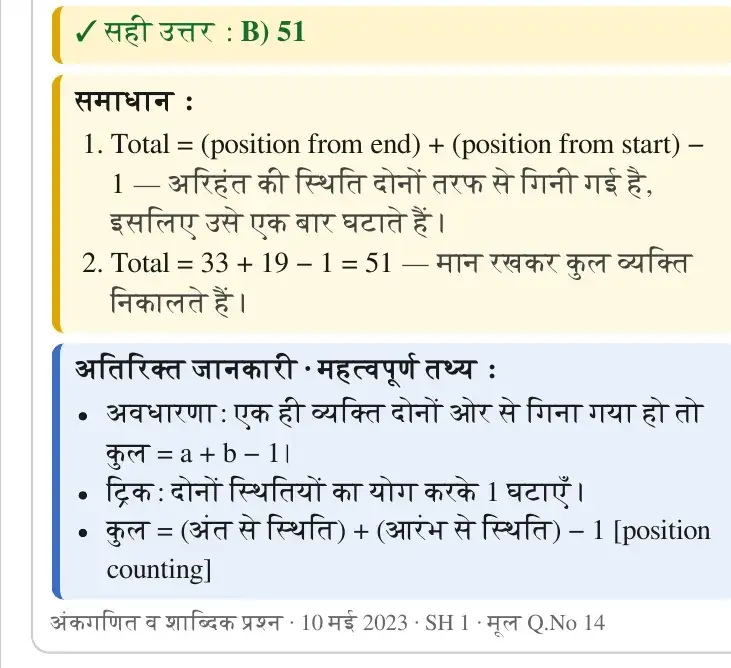 ✓ सही उत्तर : B) 51
समाधान :
1. Total = (position from end) + (position from start) −
1 — अरिहंत की स्थिति दोनों तरफ से गिनी गई है,
इसलिए उसे एक बार घटाते हैं।
2. Total = 33 + 19 − 1 = 51 — मान रखकर कुल व्यक्ति
निकालते हैं।
अतिरिक्त जानकारी · महत्वपूर्ण तथ्य :
• अवधारणा : एक ही व्यक्ति दोनों ओर से गिना गया हो तो
कुल = a + b − 1।
• ट्रिक : दोनों स्थितियों का योग करके 1 घटाएँ।
• कुल = (अंत से स्थिति) + (आरंभ से स्थिति) − 1 [position
counting]
अंकगणित व शाब्दिक प्रश्न · 10 मई 2023 · SH 1 · मूल Q.No 14